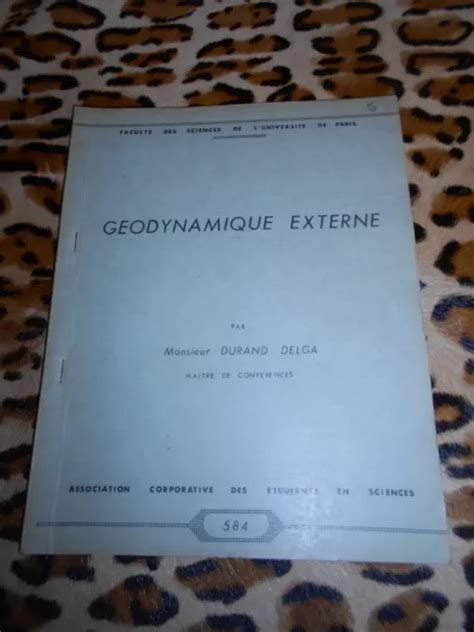 FACULTE DES SCIENCES DE L'UNIVERSITE DE PARIS
GEODYNAMIQUE EXTERNE
PAR
Monsieur DURAND DELGA
MAITRE DE CONFERENCES
ASSOCIATION CORPORATIVE DES ETUDIANTS EN SCIENCES
584